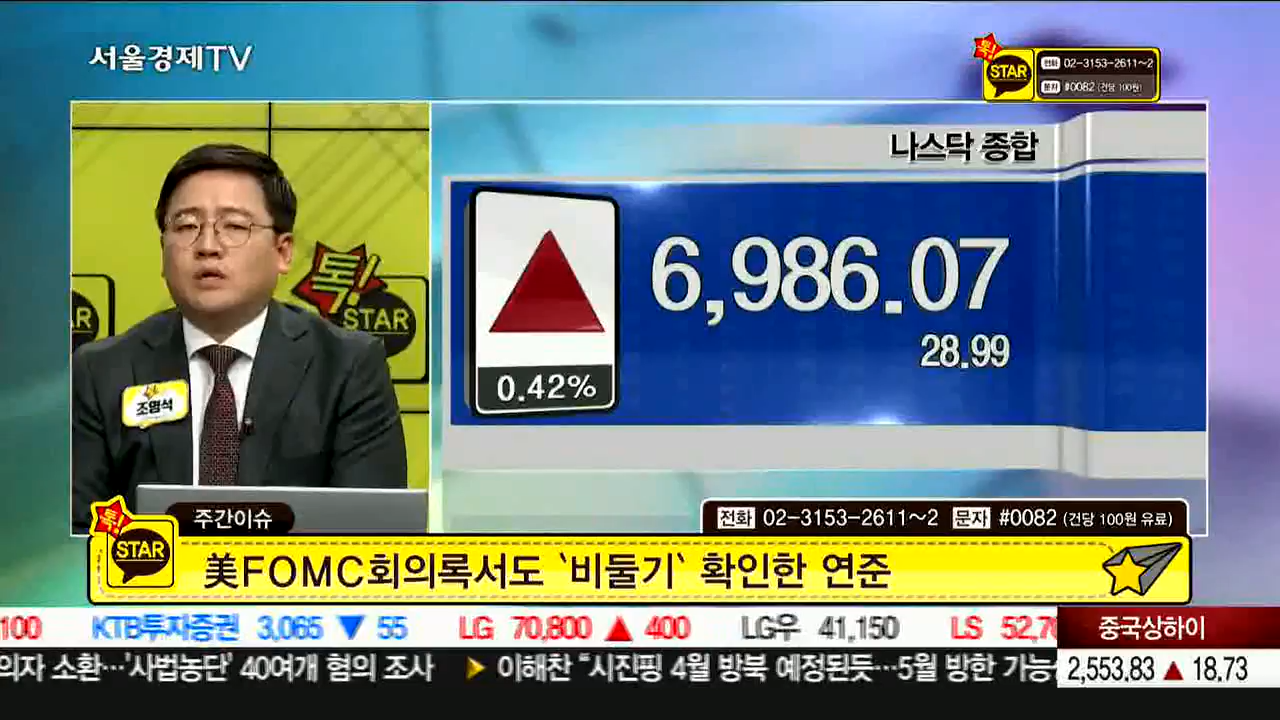 서울경제TV
톡!
STAR
전화 02-3153-2611~2
문자 #0082 (건당 100원)
나스닥 종합
6,986.07
28.99
0.42%
톡!
STAR
AR
조영석
주간이슈
전화 02-3153-2611~2 문자 #0082 (건당 100원 유료)
톡!
STAR
美FOMC회의록서도 `비둘기` 확인한 연준
100 KTB투자증권 3,065 ▼ 55 LG 70,800 ▲ 400 LG우 41,150 LS 52,70
중국상하이
의자 소환…'사법농단' 40여개 혐의 조사 ▶ 이해찬 “시진핑 4월 방북 예정된듯…5월 방한 가능
2,553.83 ▲ 18.73